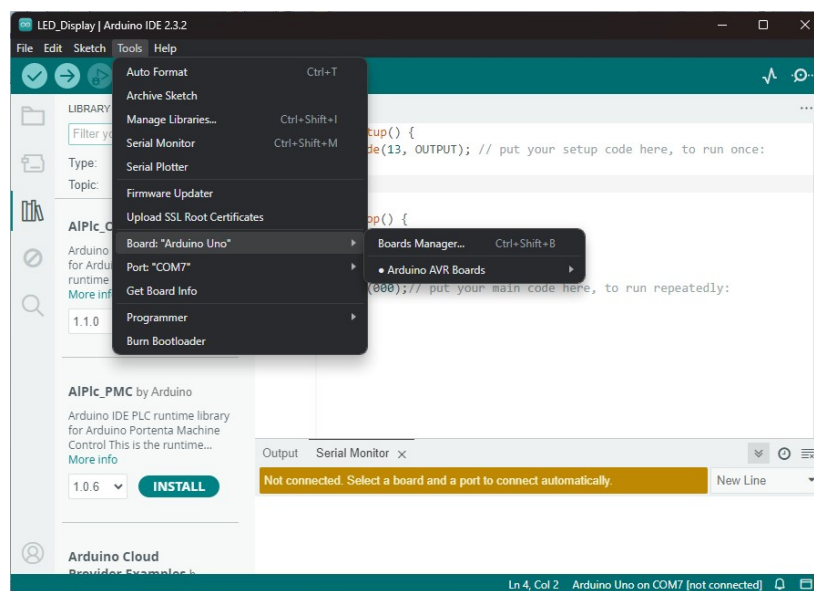 LED_Display | Arduino IDE 2.3.2
File Edit Sketch Tools Help
Auto Format Ctrl+T
Archive Sketch
Manage Libraries... Ctrl+Shift+I
Serial Monitor Ctrl+Shift+M
Serial Plotter
Firmware Updater
Upload SSL Root Certificates
Board: "Arduino Uno"
Port: "COM7"
Get Board Info
Programmer
Burn Bootloader
Boards Manager... Ctrl+Shift+B
• Arduino AVR Boards
LIBRARY
Filter
Type:
Topic:
AIPlc_
Arduino
for
runtime
More
1.1.0
AIPlc_PMC by Arduino
Arduino IDE PLC runtime library
for Arduino Portenta Machine
Control This is the runtime...
More info
1.0.6 INSTALL
Arduino Cloud
Provider Examples
tup() {
de(13, OUTPUT); // put your setup code here, to run once:
op() {
(000);// put your main code here, to run repeatedly:
Output Serial Monitor
Not connected. Select a board and a port to connect automatically.
New Line
Ln 4, Col 2 Arduino Uno on COM7 [not connected]